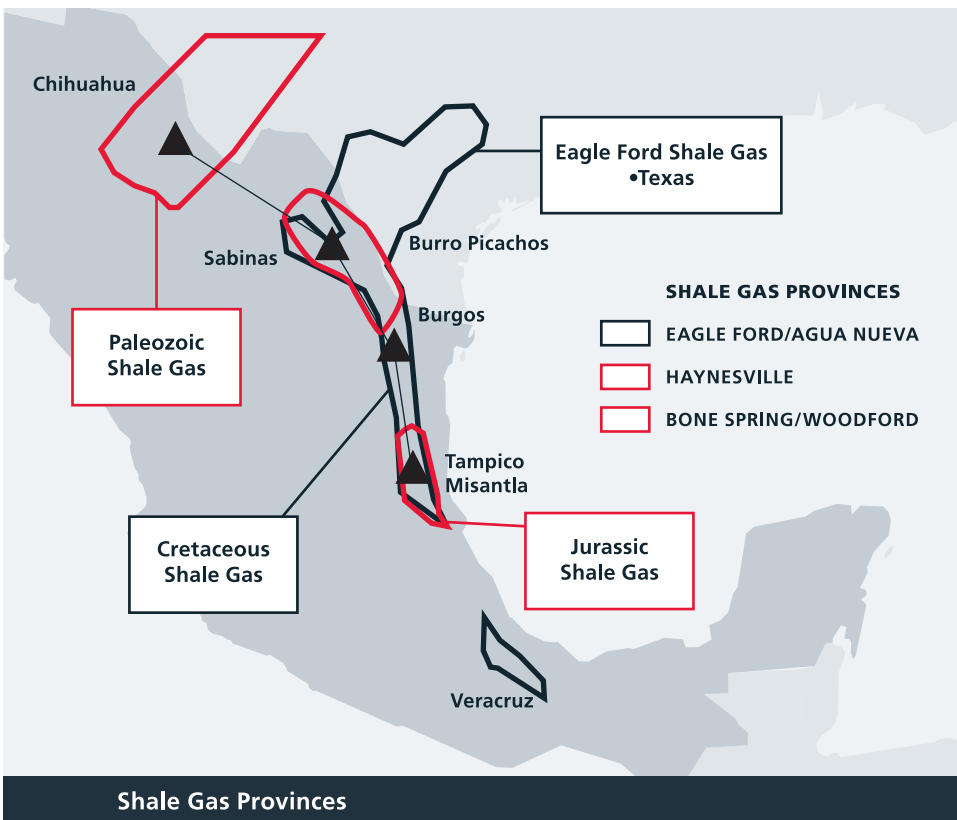 Chihuahua
Eagle Ford Shale Gas
•Texas
Sabinas
Burro Picachos
SHALE GAS PROVINCES
Burgos
EAGLE FORD/AGUA NUEVA
Paleozoic
Shale Gas
HAYNESVILLE
BONE SPRING/WOODFORD
Tampico
Misantla
Cretaceous
Shale Gas
Jurassic
Shale Gas
Veracruz
Shale Gas Provinces